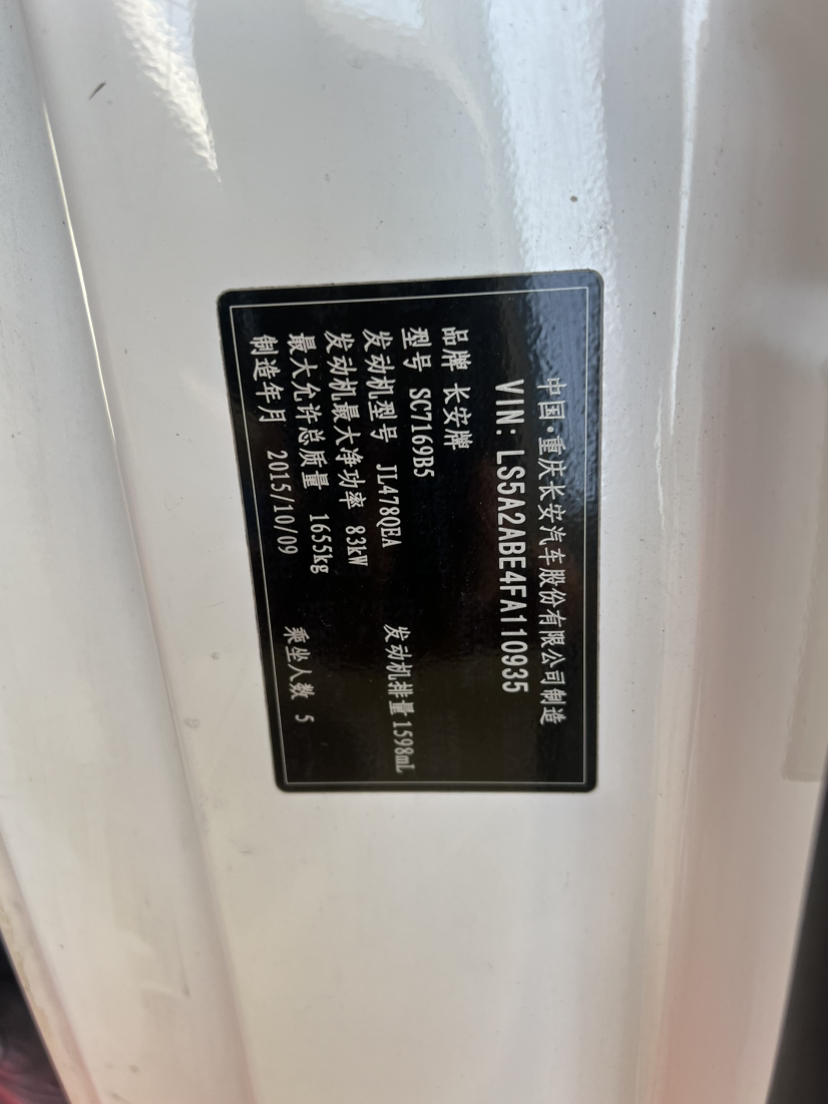 中国·重庆长安汽车股份有限公司制造
VIN: LS5A2ABE4FA110935
品牌 长安牌
型号 SC7169B5
发动机型号 JL478QEA 发动机排量 1598mL
发动机最大净功率 83kW
最大允许总质量 1655kg 乘坐人数 5
制造年月 2015/10/09